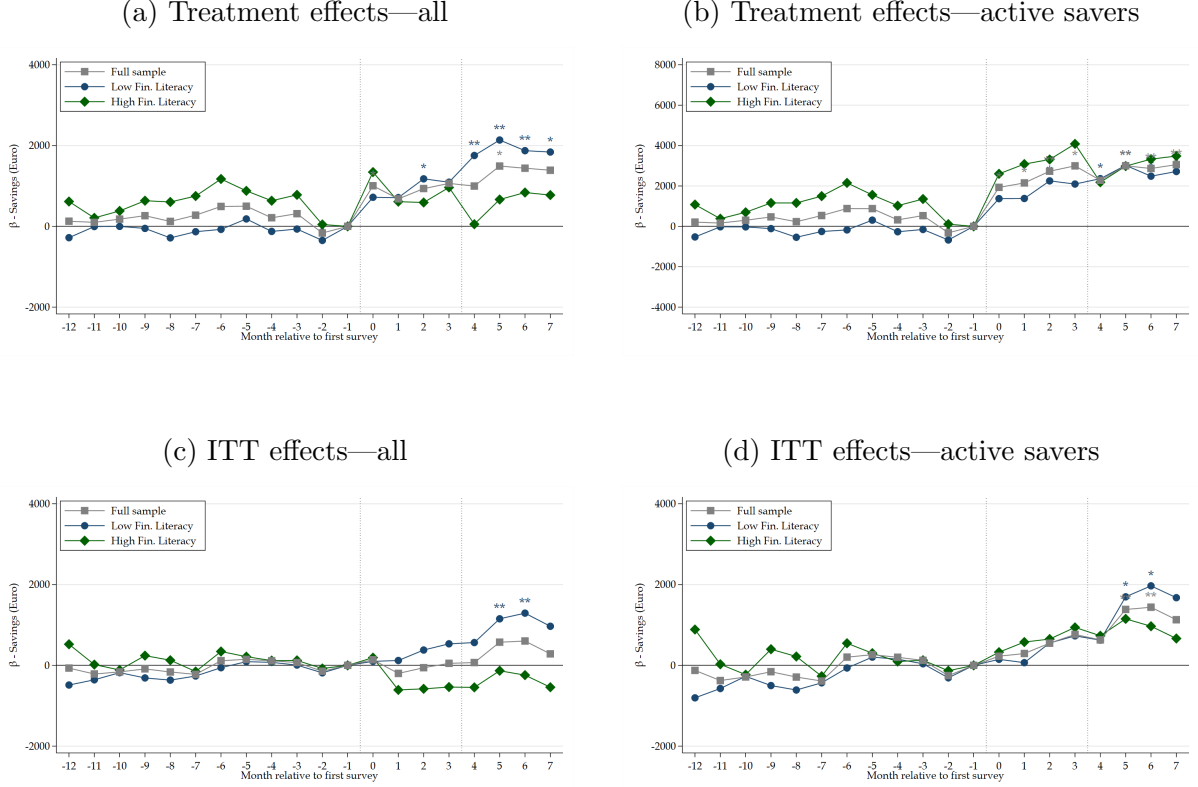 (a) Treatment effects—all
4000
2000
0
-2000
β - Savings (Euro)
Full sample
Low Fin. Literacy
High Fin. Literacy
*
**
**
*
**
*
-12 -11 -10 -9 -8 -7 -6 -5 -4 -3 -2 -1 0 1 2 3 4 5 6 7
Month relative to first survey
(b) Treatment effects—active savers
8000
6000
4000
2000
0
-2000
-4000
β - Savings (Euro)
Full sample
Low Fin. Literacy
High Fin. Literacy
*
*
*
**
-12 -11 -10 -9 -8 -7 -6 -5 -4 -3 -2 -1 0 1 2 3 4 5 6 7
Month relative to first survey
(c) ITT effects—all
4000
2000
0
-2000
β - Savings (Euro)
Full sample
Low Fin. Literacy
High Fin. Literacy
**
**
-12 -11 -10 -9 -8 -7 -6 -5 -4 -3 -2 -1 0 1 2 3 4 5 6 7
Month relative to first survey
(d) ITT effects—active savers
4000
2000
0
-2000
β - Savings (Euro)
Full sample
Low Fin. Literacy
High Fin. Literacy
*
*
**
-12 -11 -10 -9 -8 -7 -6 -5 -4 -3 -2 -1 0 1 2 3 4 5 6 7
Month relative to first survey